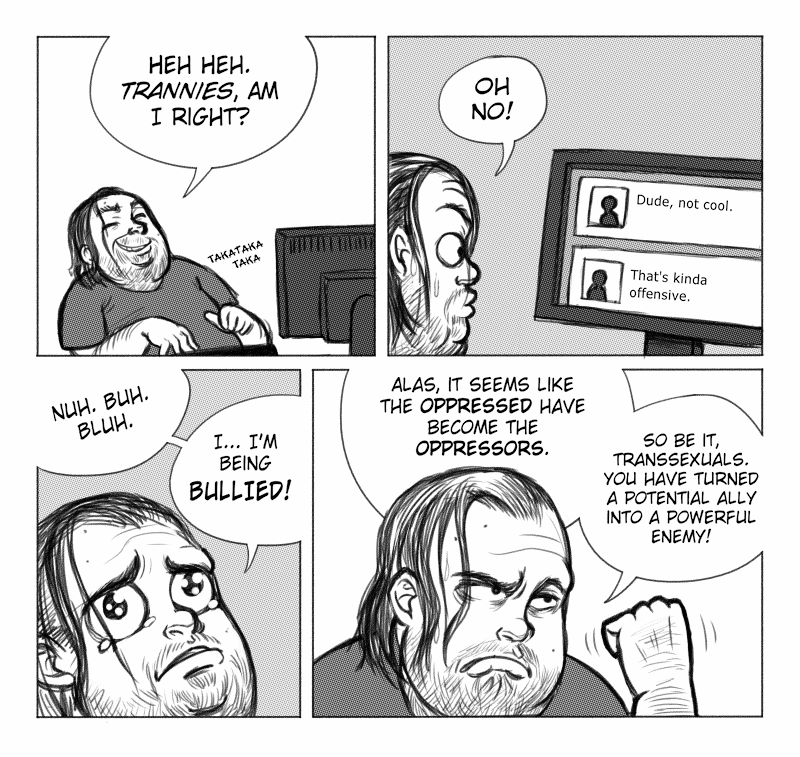 HEH HEH.
TRANNIES, AM
I RIGHT?
TAKATAKA
TAKA
OH
NO!
Dude, not cool.
That's kinda
offensive.
NUH. BUH.
BLUH.
I... I'M
BEING
BULLIED!
ALAS, IT SEEMS LIKE
THE OPPRESSED HAVE
BECOME THE
OPPRESSORS.
SO BE IT,
TRANSSEXUALS.
YOU HAVE TURNED
A POTENTIAL ALLY
INTO A POWERFUL
ENEMY!